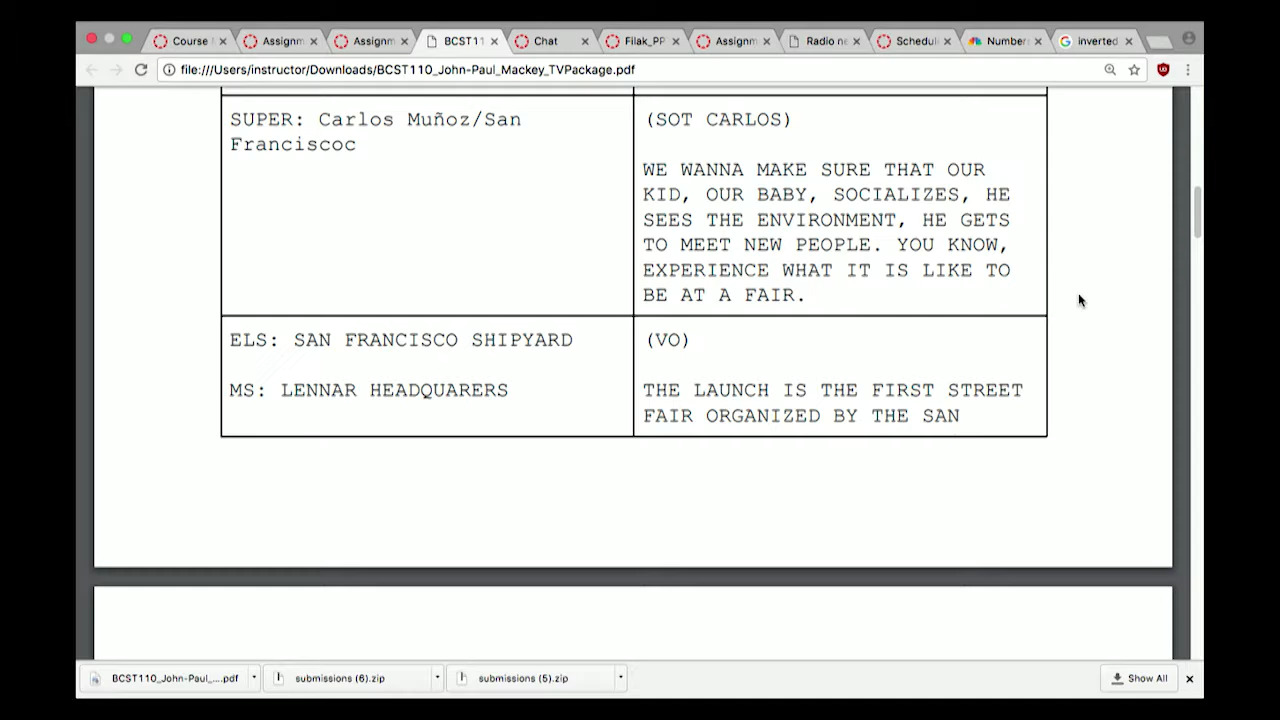 Course M
Assignm
Assignm
BCST11
Chat
Filak_PP
Assignm
Radio ne
Schedul
Number
inverted
file:///Users/instructor/Downloads/BCST110_John-Paul_Mackey_TVPackage.pdf
SUPER: Carlos Muñoz/San
Franciscoc
(SOT CARLOS)
WE WANNA MAKE SURE THAT OUR
KID, OUR BABY, SOCIALIZES, HE
SEES THE ENVIRONMENT, HE GETS
TO MEET NEW PEOPLE. YOU KNOW,
EXPERIENCE WHAT IT IS LIKE TO
BE AT A FAIR.
ELS: SAN FRANCISCO SHIPYARD
MS: LENNAR HEADQUARERS
(VO)
THE LAUNCH IS THE FIRST STREET
FAIR ORGANIZED BY THE SAN
BCST110_John-Paul_....pdf
submissions (6).zip
submissions (5).zip
Show All